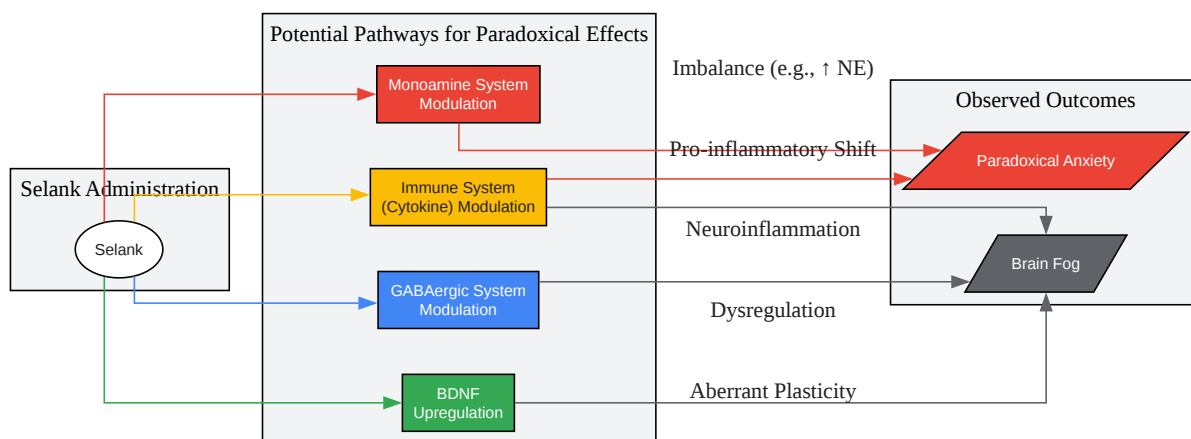 Potential Pathways for Paradoxical Effects
Imbalance (e.g., ↑ NE)
Monoamine System
Modulation
Observed Outcomes
Pro-inflammatory Shift
Paradoxical Anxiety
Selank Administration
Immune System
(Cytokine) Modulation
Neuroinflammation
Selank
Brain Fog
GABAergic System
Modulation
Dysregulation
BDNF
Upregulation
Aberrant Plasticity